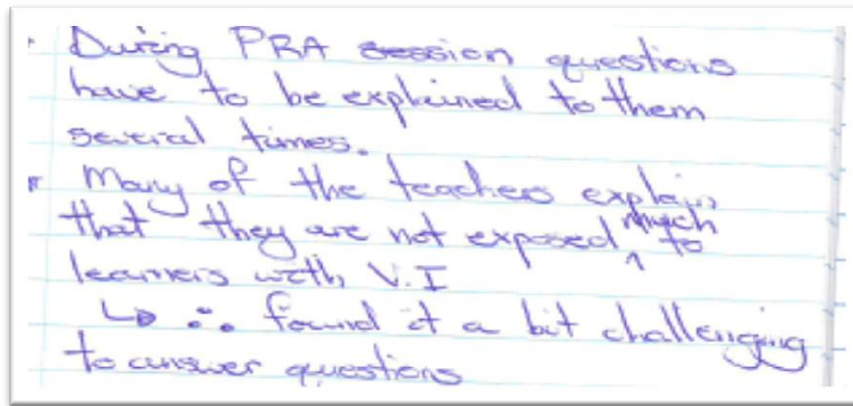 • During PRA session questions
have to be explained to them
several times.
• Many of the teachers explain
that they are not exposed ^much to
learners with V.I
↳ ∴ found it a bit challenging
to answer questions